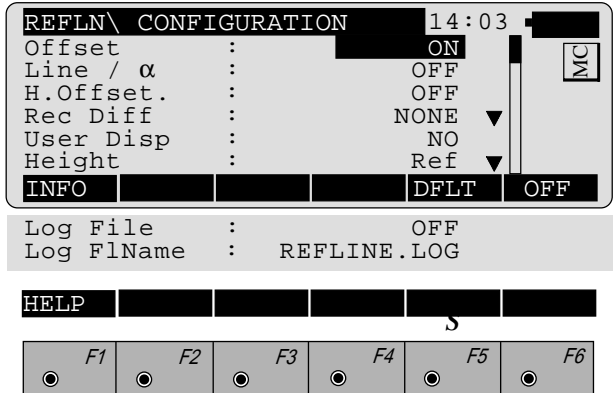 REFLN\ CONFIGURATION 14:03
Offset : ON
Line / α : OFF
H.Offset. : OFF
Rec Diff : NONE ▼
User Disp : NO
Height : Ref ▼
MC
INFO DFLT OFF
Log File : OFF
Log FlName : REFLINE.LOG
HELP
S
F1 F2 F3 F4 F5 F6